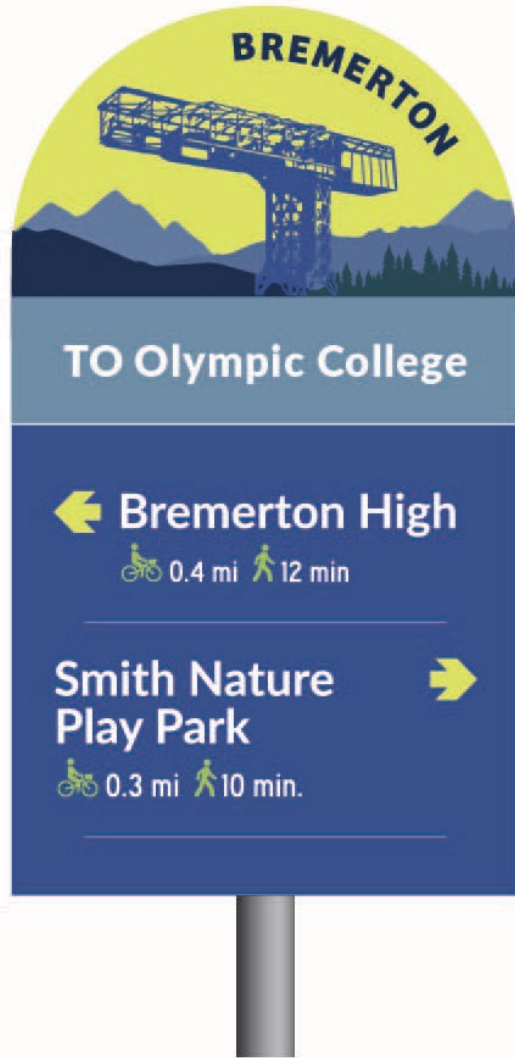 BREMERTON
TO Olympic College
Bremerton High
0.4 mi 12 min
Smith Nature
Play Park
0.3 mi 10 min.